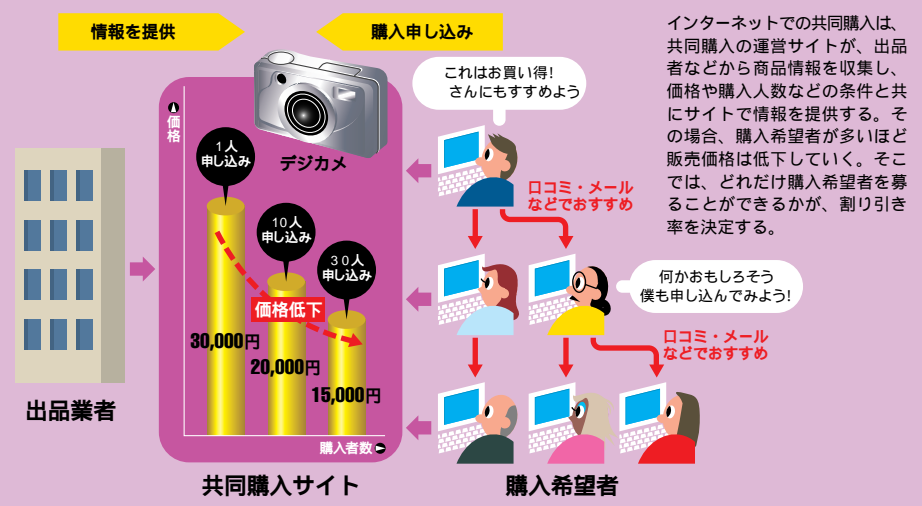 情報を提供
購入申し込み
インターネットでの共同購入は、
共同購入の運営サイトが、出品
者などから商品情報を収集し、
価格や購入人数などの条件と共
にサイトで情報を提供する。そ
の場合、購入希望者が多いほど
販売価格は低下していく。そこ
では、どれだけ購入希望者を募
ることができるかが、割り引き
率を決定する。
これはお買い得!
さんにもすすめよう
価格
デジカメ
1人
申し込み
10人
申し込み
30人
申し込み
価格低下
30,000円
20,000円
15,000円
購入者数
口コミ・メール
などでおすすめ
何かおもしろそう
僕も申し込んでみよう!
口コミ・メール
などでおすすめ
出品業者
共同購入サイト
購入希望者